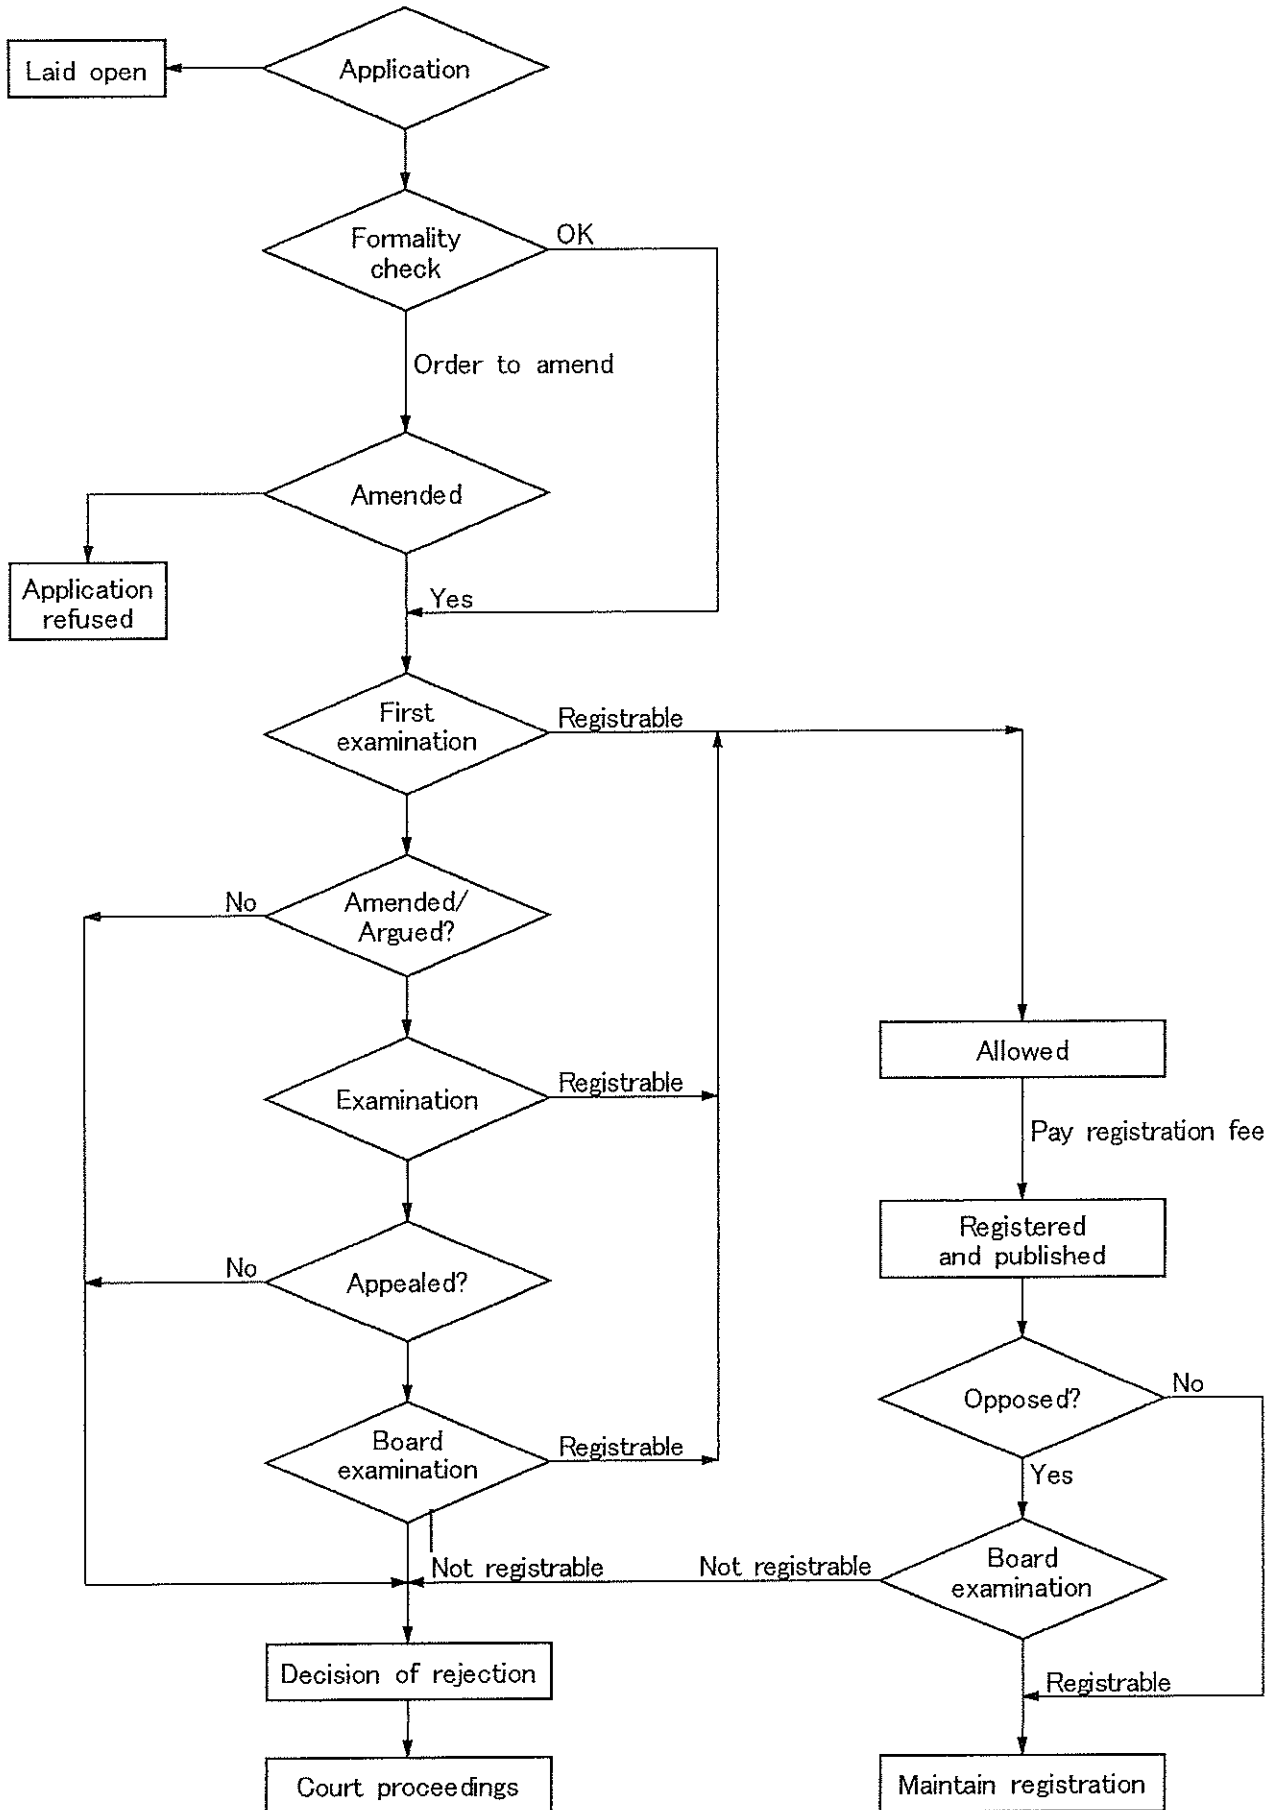 Application
Laid open
Formality
check
OK
Order to amend
Amended
Application
refused
Yes
First
examination
Registrable
No
Amended/
Argued?
Examination
Registrable
Allowed
Pay registration fee
Registered
and published
No
Appealed?
Opposed?
No
Board
examination
Registrable
Yes
Not registrable
Not registrable
Board
examination
Decision of rejection
Registrable
Court proceedings
Maintain registration